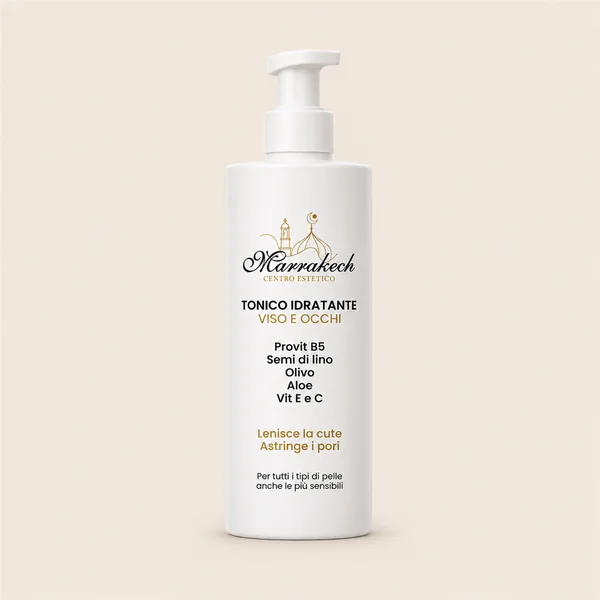 Marrakech
CENTRO ESTETICO
TONICO IDRATANTE
VISO E OCCHI
Provit B5
Semi di lino
Olivo
Aloe
Vit E e C
Lenisce la cute
Astringe i pori
Per tutti i tipi di pelle
anche le più sensibili